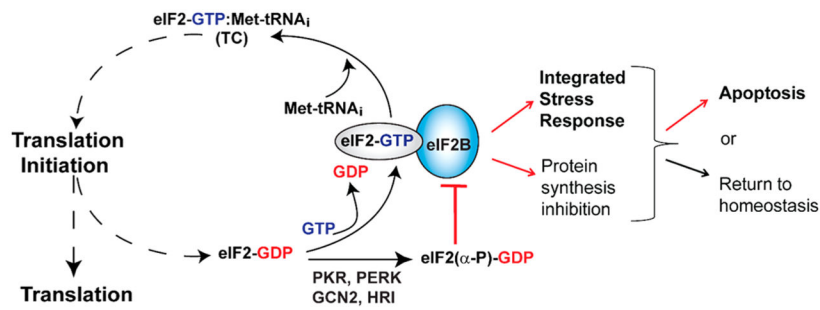 eIF2-GTP:Met-tRNAi
(TC)
Met-tRNAi
Translation
Initiation
eIF2-GTP
eIF2B
GDP
GTP
eIF2-GDP
PKR, PERK
GCN2, HRI
eIF2(α-P)-GDP
Translation
Integrated
Stress
Response
Protein
synthesis
inhibition
Apoptosis
or
Return to
homeostasis